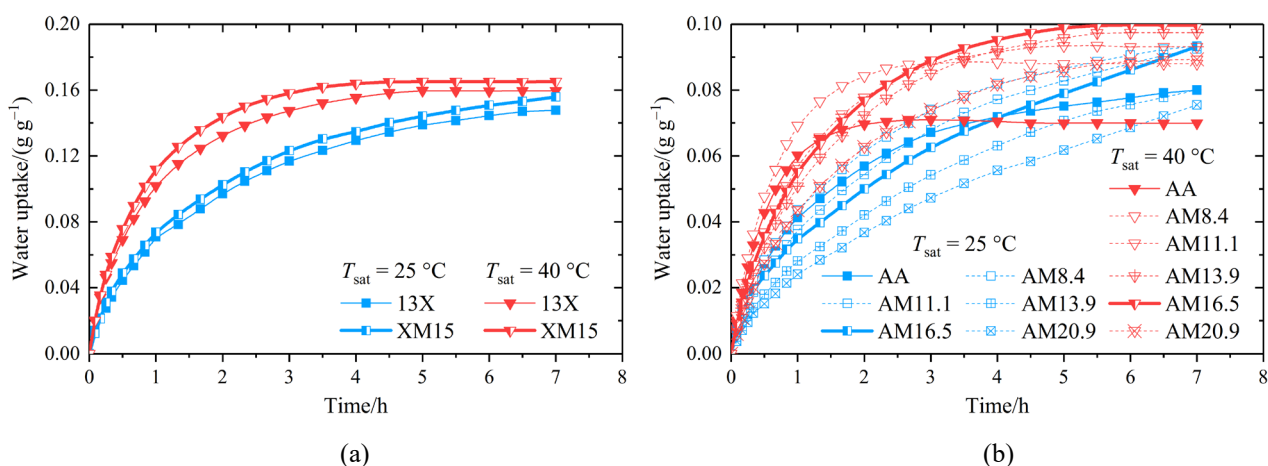 0.20
0.16
0.12
0.08
0.04
0.00
Water uptake/(g g⁻¹)
T_sat = 25 °C T_sat = 40 °C
13X 13X
XM15 XM15
0 1 2 3 4 5 6 7 8
Time/h
(a)
0.10
0.08
0.06
0.04
0.02
0.00
Water uptake/(g g⁻¹)
T_sat = 40 °C
AA
AM8.4
AM11.1
AM13.9
AM16.5
AM20.9
T_sat = 25 °C
AA AM8.4
AM11.1 AM13.9
AM16.5 AM20.9
0 1 2 3 4 5 6 7 8
Time/h
(b)